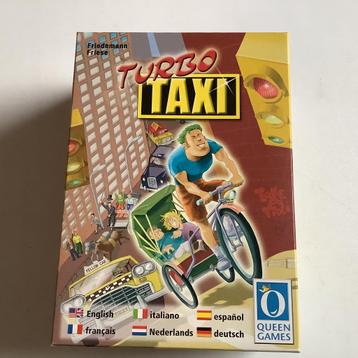 Friedemann
Friese
TURBO
TAXI
English
italiano
español
français
Nederlands
deutsch
QUEEN
GAMES